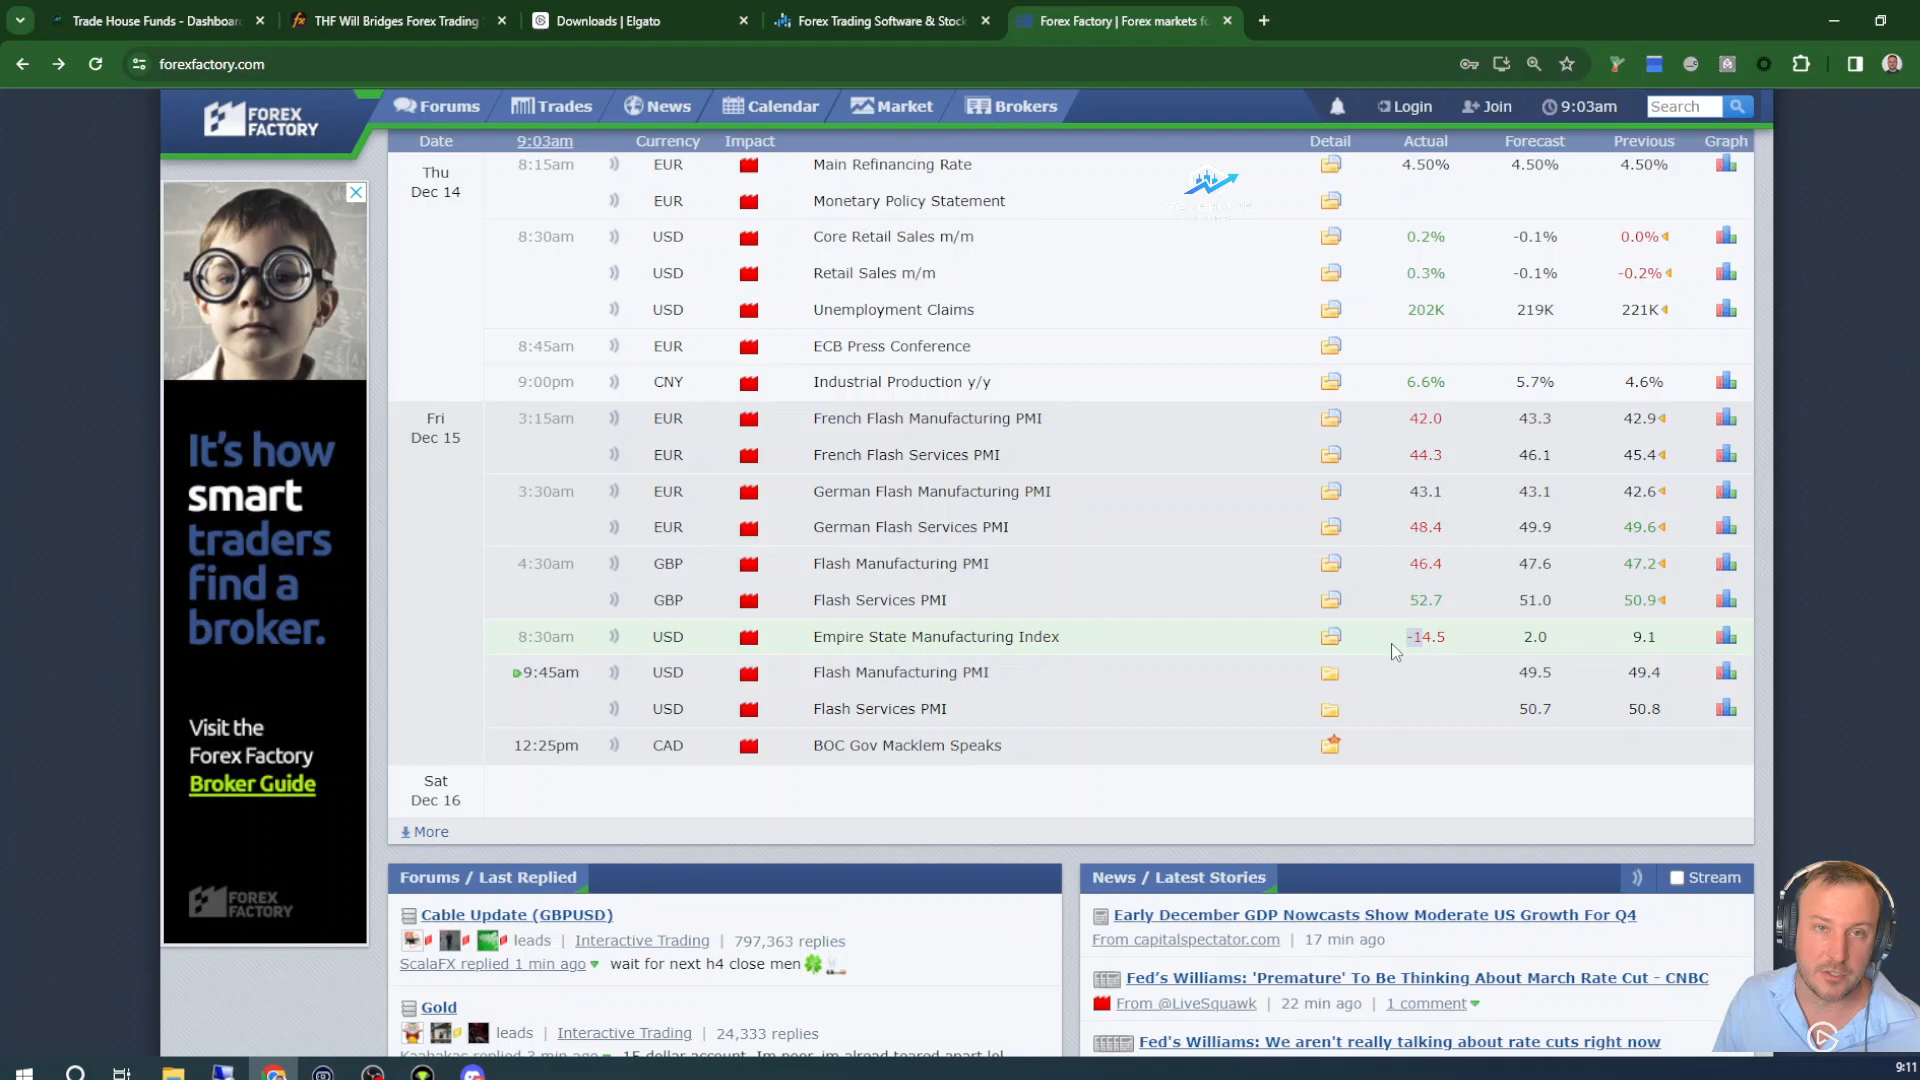 Trade House Funds - Dashboar
THF Will Bridges Forex Trading
Downloads | Elgato
Forex Trading Software & Stock
Forex Factory | Forex markets fo
forexfactory.com
FOREX FACTORY
Forums Trades News Calendar Market Brokers Login Join 9:03am Search
Date 9:03am Currency Impact Detail Actual Forecast Previous Graph
Thu Dec 14
8:15am EUR Main Refinancing Rate 4.50% 4.50% 4.50%
EUR Monetary Policy Statement
8:30am USD Core Retail Sales m/m 0.2% -0.1% 0.0%
USD Retail Sales m/m 0.3% -0.1% -0.2%
USD Unemployment Claims 202K 219K 221K
8:45am EUR ECB Press Conference
9:00pm CNY Industrial Production y/y 6.6% 5.7% 4.6%
Fri Dec 15
3:15am EUR French Flash Manufacturing PMI 42.0 43.3 42.9
EUR French Flash Services PMI 44.3 46.1 45.4
3:30am EUR German Flash Manufacturing PMI 43.1 43.1 42.6
EUR German Flash Services PMI 48.4 49.9 49.6
4:30am GBP Flash Manufacturing PMI 46.4 47.6 47.2
GBP Flash Services PMI 52.7 51.0 50.9
8:30am USD Empire State Manufacturing Index -14.5 2.0 9.1
9:45am USD Flash Manufacturing PMI 49.5 49.4
USD Flash Services PMI 50.7 50.8
12:25pm CAD BOC Gov Macklem Speaks
Sat Dec 16
More
It's how
smart
traders
find a
broker.
Visit the
Forex Factory
Broker Guide
FOREX
FACTORY
Forums / Last Replied
Cable Update (GBPUSD)
leads | Interactive Trading | 797,363 replies
ScalaFX replied 1 min ago wait for next h4 close men
Gold
leads | Interactive Trading | 24,333 replies
Kaabakas replied 3 min ago 15 dollar account. Im poor, im alread teared apart lol
News / Latest Stories Stream
Early December GDP Nowcasts Show Moderate US Growth For Q4
From capitalspectator.com | 17 min ago
Fed's Williams: 'Premature' To Be Thinking About March Rate Cut - CNBC
From @LiveSquawk | 22 min ago | 1 comment
Fed's Williams: We aren't really talking about rate cuts right now
9:11